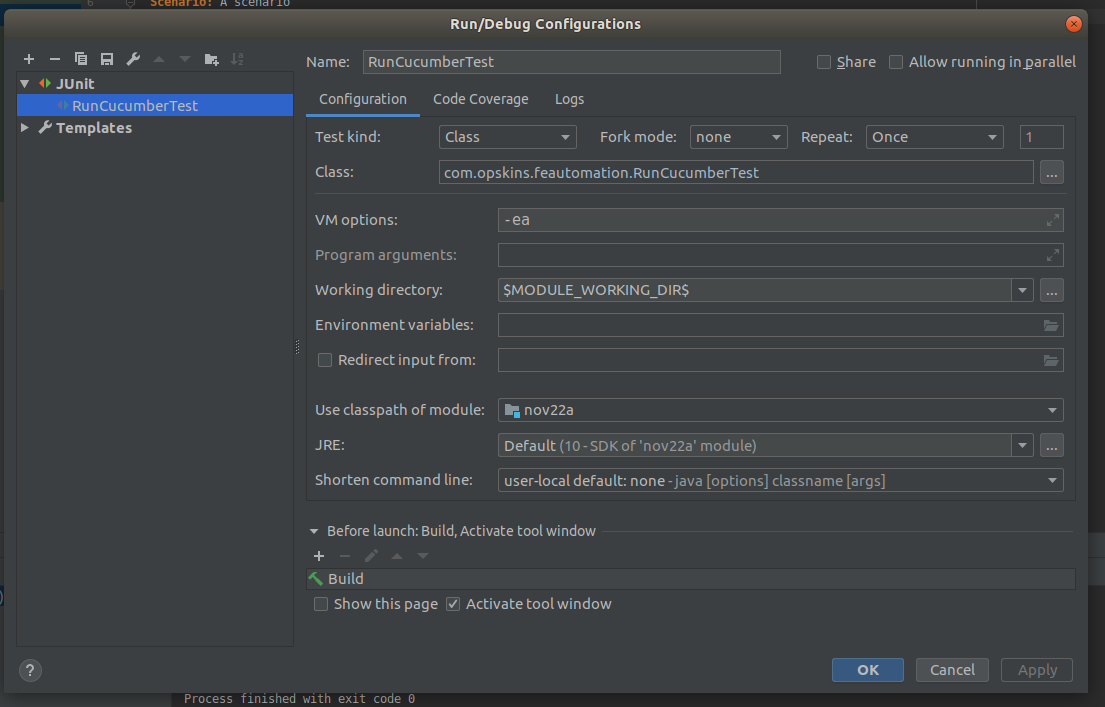 6 Scenario: A scenario
Run/Debug Configurations
Name: RunCucumberTest Share Allow running in parallel
JUnit
RunCucumberTest
Templates
Configuration Code Coverage Logs
Test kind: Class Fork mode: none Repeat: Once 1
Class: com.opskins.feautomation.RunCucumberTest ...
VM options: -ea
Program arguments:
Working directory: $MODULE_WORKING_DIR$ ...
Environment variables:
Redirect input from:
Use classpath of module: nov22a
JRE: Default (10 - SDK of 'nov22a' module) ...
Shorten command line: user-local default: none - java [options] classname [args]
Before launch: Build, Activate tool window
Build
Show this page Activate tool window
? OK Cancel Apply
Process finished with exit code 0